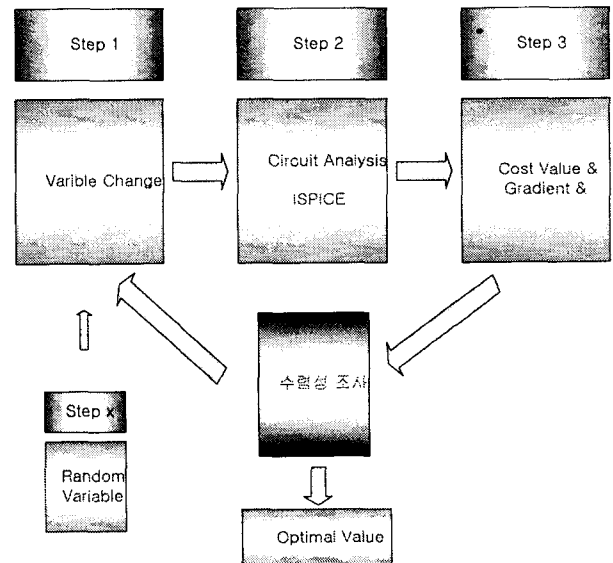 Step 1
Step 2
Step 3
Varible Change
Circuit Analysis
ISPICE
Cost Value &
Gradient &
수렴성 조사
Step x
Random
Variable
Optimal Value